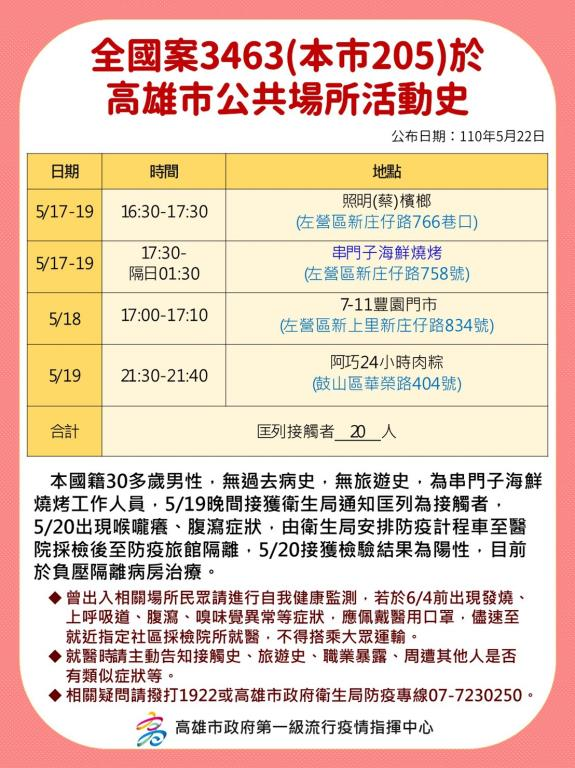 全國案3463(本市205)於
高雄市公共場所活動史
公布日期：110年5月22日
日期 時間 地點
5/17-19 16:30-17:30 照明(蔡)檳榔
(左營區新庄仔路766巷口)
5/17-19 17:30-
隔日01:30 串門子海鮮燒烤
(左營區新庄仔路758號)
5/18 17:00-17:10 7-11豐園門市
(左營區新上里新庄仔路834號)
5/19 21:30-21:40 阿巧24小時肉粽
(鼓山區華榮路404號)
合計 匡列接觸者__20__人
本國籍30多歲男性，無過去病史，無旅遊史，為串門子海鮮
燒烤工作人員，5/19晚間接獲衛生局通知匡列為接觸者，
5/20出現喉嚨癢、腹瀉症狀，由衛生局安排防疫計程車至醫
院採檢後至防疫旅館隔離，5/20接獲檢驗結果為陽性，目前
於負壓隔離病房治療。
◆曾出入相關場所民眾請進行自我健康監測，若於6/4前出現發燒、
上呼吸道、腹瀉、嗅味覺異常等症狀，應佩戴醫用口罩，儘速至
就近指定社區採檢院所就醫，不得搭乘大眾運輸。
◆就醫時請主動告知接觸史、旅遊史、職業暴露、周遭其他人是否
有類似症狀等。
◆相關疑問請撥打1922或高雄市政府衛生局防疫專線07-7230250。
高雄市政府第一級流行疫情指揮中心